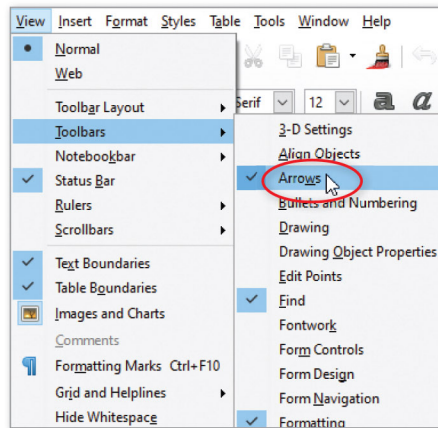 View Insert Format Styles Table Tools Window Help
Normal
Web
Toolbar Layout
Serif 12 a a
Toolbars
3-D Settings
Notebookbar
Align Objects
Status Bar
Arrows
Rulers
Bullets and Numbering
Scrollbars
Drawing
Drawing Object Properties
Text Boundaries
Edit Points
Table Boundaries
Find
Images and Charts
Fontwork
Comments
Form Controls
Formatting Marks Ctrl+F10
Form Design
Grid and Helplines
Form Navigation
Hide Whitespace
Formatting